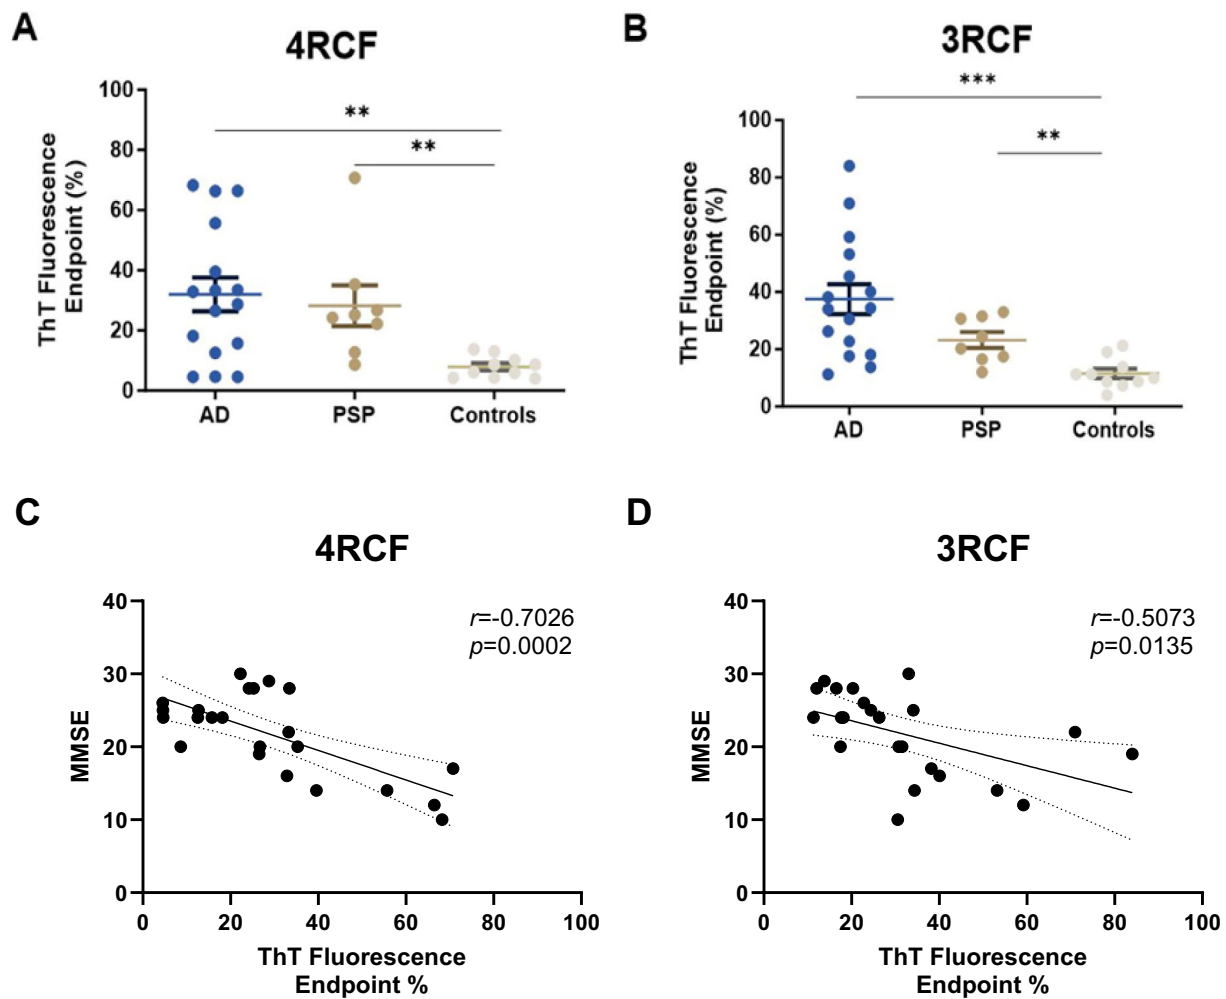 A
4RCF
ThT Fluorescence
Endpoint (%)
100
80
60
40
20
0
**
**
AD PSP Controls
B
3RCF
ThT Fluorescence
Endpoint (%)
100
80
60
40
20
0
***
**
AD PSP Controls
C
4RCF
MMSE
40
30
20
10
0
r=-0.7026
p=0.0002
0 20 40 60 80 100
ThT Fluorescence
Endpoint %
D
3RCF
MMSE
40
30
20
10
0
r=-0.5073
p=0.0135
0 20 40 60 80 100
ThT Fluorescence
Endpoint %